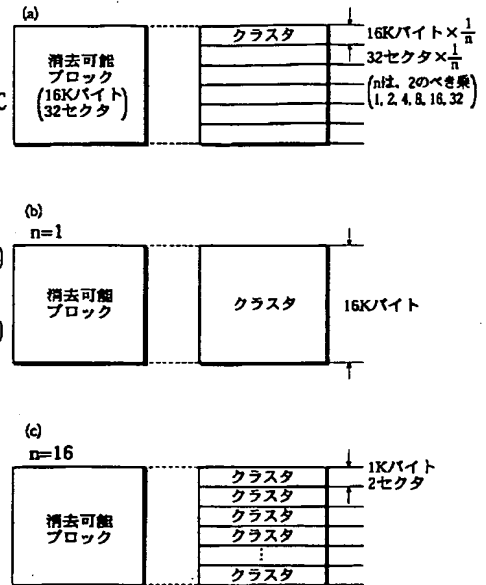 (a)
消去可能
ブロック
(16Kバイト
32セクタ)
クラスタ
16Kバイト×1/n
32セクタ×1/n
(nは、2のべき乗
1, 2, 4, 8, 16, 32)
(b)
n=1
消去可能
ブロック
クラスタ
16Kバイト
(c)
n=16
消去可能
ブロック
クラスタ
クラスタ
クラスタ
クラスタ
⋮
クラスタ
1Kバイト
2セクタ